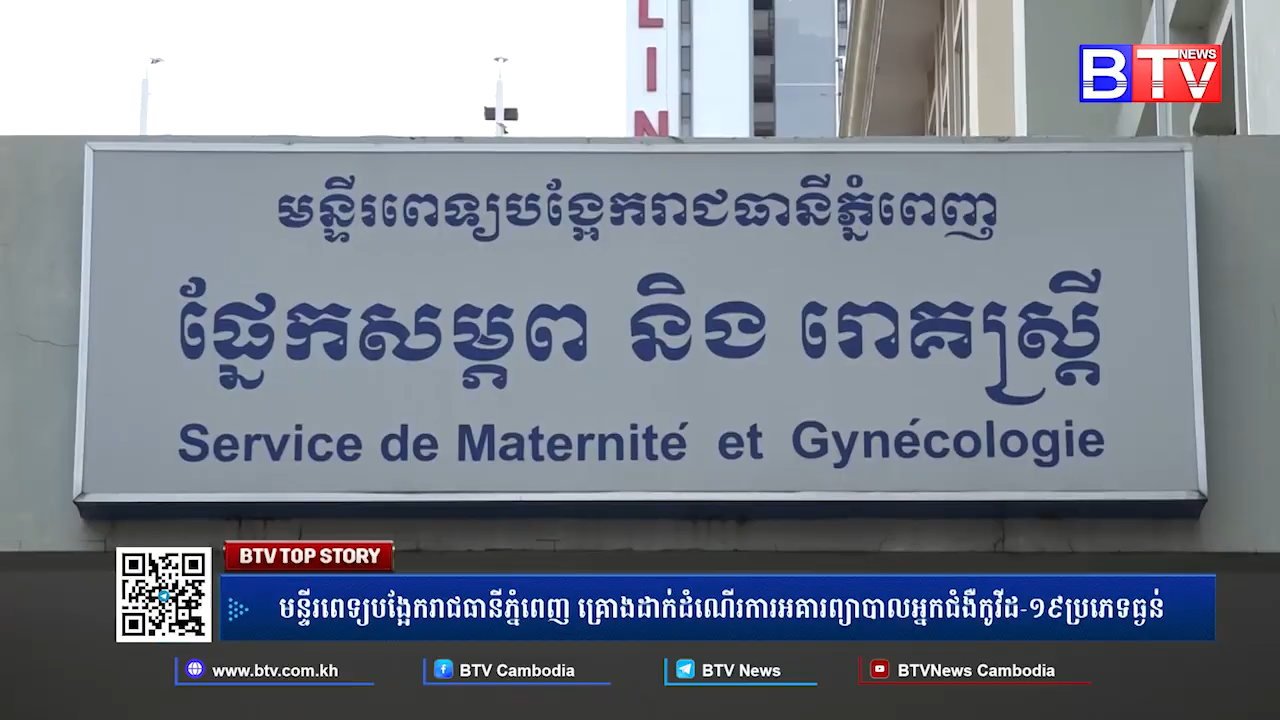 LIN
BTV NEWS
មន្ទីរពេទ្យបង្អែករាជធានីភ្នំពេញ
ផ្នែកសម្ភព និង រោគស្ត្រី
Service de Maternité et Gynécologie
BTV TOP STORY
មន្ទីរពេទ្យបង្អែករាជធានីភ្នំពេញ គ្រោងដាក់ដំណើរការអគារព្យាបាលអ្នកជំងឺកូវីដ-១៩ប្រភេទធ្ងន់
www.btv.com.kh
BTV Cambodia
BTV News
BTVNews Cambodia